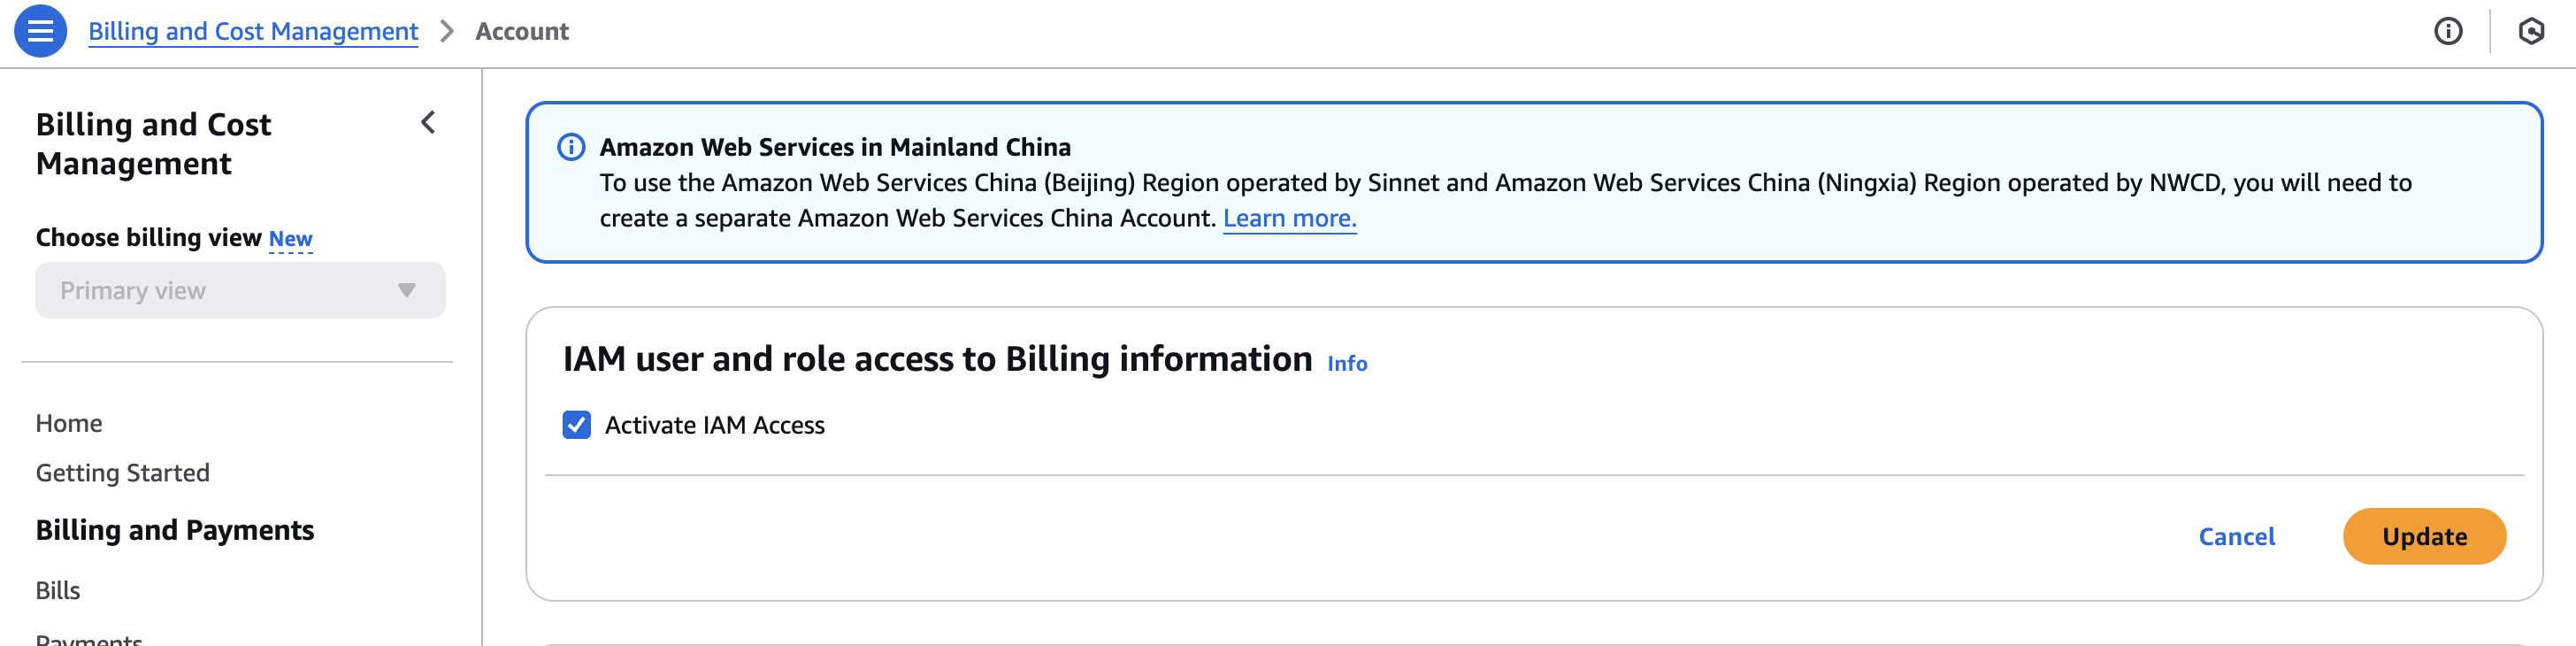 Billing and Cost Management > Account
Billing and Cost
Management
Choose billing view New
Primary view
Home
Getting Started
Billing and Payments
Bills
Payments
Amazon Web Services in Mainland China
To use the Amazon Web Services China (Beijing) Region operated by Sinnet and Amazon Web Services China (Ningxia) Region operated by NWCD, you will need to
create a separate Amazon Web Services China Account. Learn more.
IAM user and role access to Billing information Info
Activate IAM Access
Cancel
Update